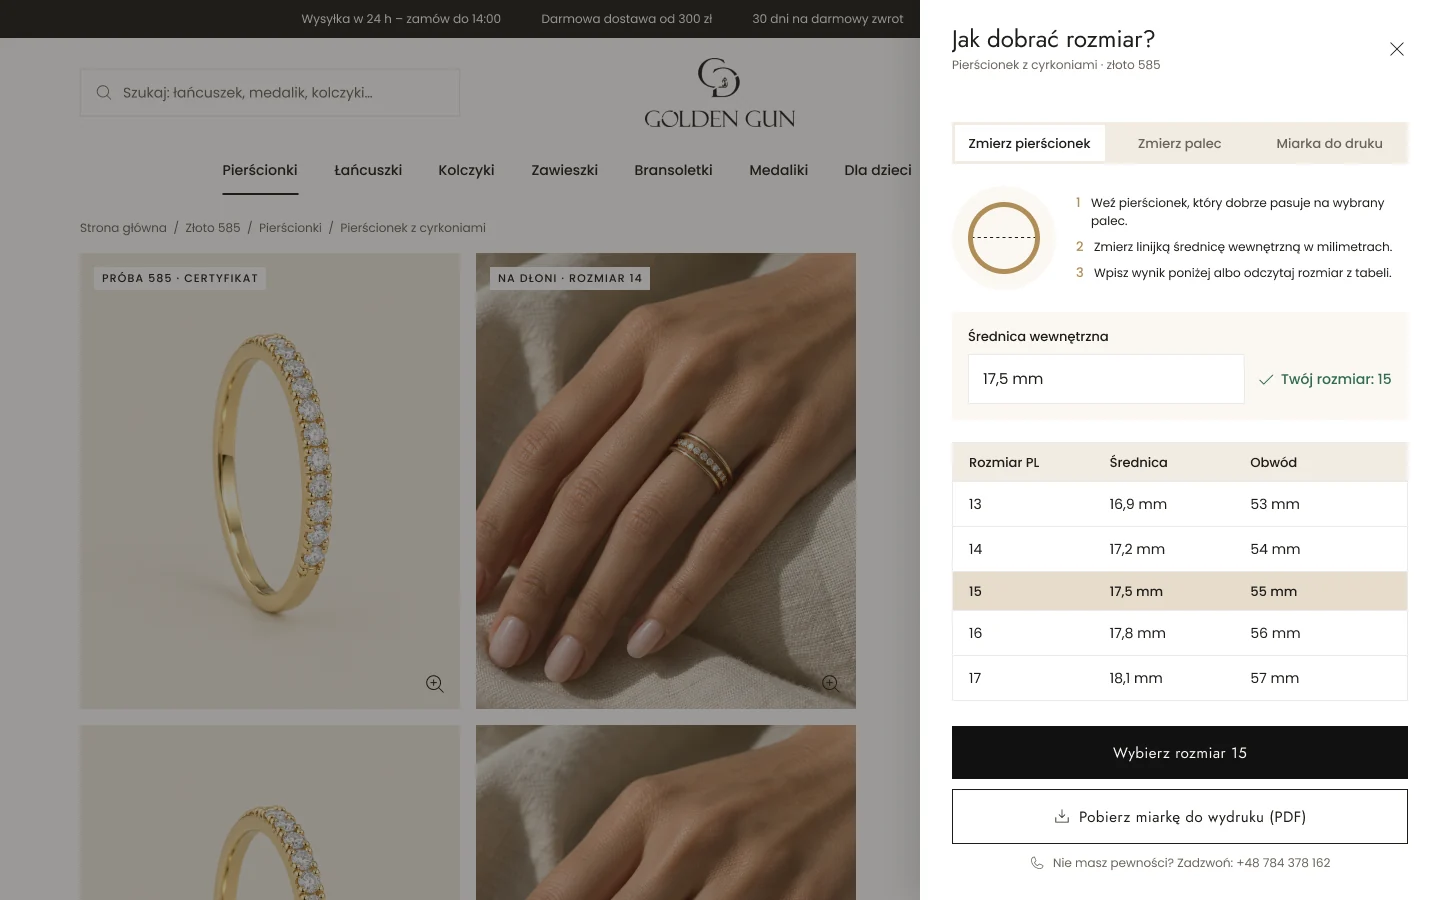 Wysyłka w 24 h – zamów do 14:00
Darmowa dostawa od 300 zł
30 dni na darmowy zwrot
Szukaj: łańcuszek, medalik, kolczyki...
GOLDEN GUN
Pierścionki
Łańcuszki
Kolczyki
Zawieszki
Bransoletki
Medaliki
Dla dzieci
Strona główna / Złoto 585 / Pierścionki / Pierścionek z cyrkoniami
PRÓBA 585 · CERTYFIKAT
NA DŁONI · ROZMIAR 14
Jak dobrać rozmiar?
Pierścionek z cyrkoniami · złoto 585
Zmierz pierścionek
Zmierz palec
Miarka do druku
1 Weź pierścionek, który dobrze pasuje na wybrany
palec.
2 Zmierz linijką średnicę wewnętrzną w milimetrach.
3 Wpisz wynik poniżej albo odczytaj rozmiar z tabeli.
Średnica wewnętrzna
17,5 mm
Twój rozmiar: 15
Rozmiar PL Średnica Obwód
13 16,9 mm 53 mm
14 17,2 mm 54 mm
15 17,5 mm 55 mm
16 17,8 mm 56 mm
17 18,1 mm 57 mm
Wybierz rozmiar 15
Pobierz miarkę do wydruku (PDF)
Nie masz pewności? Zadzwoń: +48 784 378 162